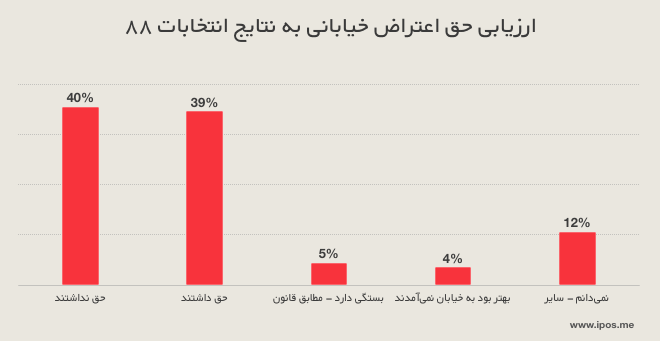 ارزیابی حق اعتراض خیابانی به نتایج انتخابات ۸۸
40%
39%
5%
4%
12%
حق نداشتند
حق داشتند
بستگی دارد - مطابق قانون
بهتر بود به خیابان نمی‌آمدند
نمی‌دانم - سایر
www.ipos.me